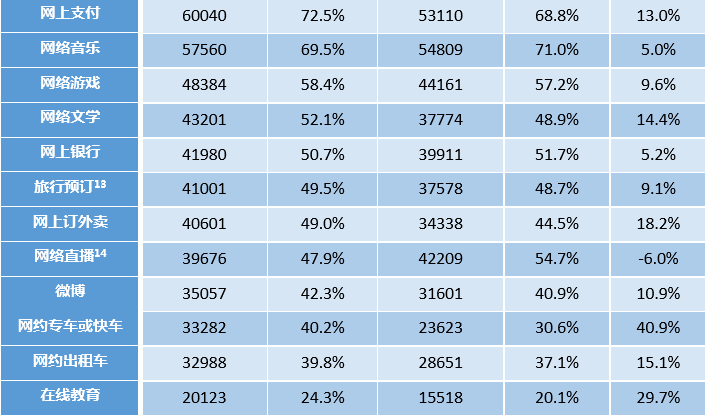 网上支付 60040 72.5% 53110 68.8% 13.0%
网络音乐 57560 69.5% 54809 71.0% 5.0%
网络游戏 48384 58.4% 44161 57.2% 9.6%
网络文学 43201 52.1% 37774 48.9% 14.4%
网上银行 41980 50.7% 39911 51.7% 5.2%
旅行预订¹³ 41001 49.5% 37578 48.7% 9.1%
网上订外卖 40601 49.0% 34338 44.5% 18.2%
网络直播¹⁴ 39676 47.9% 42209 54.7% -6.0%
微博 35057 42.3% 31601 40.9% 10.9%
网约专车或快车 33282 40.2% 23623 30.6% 40.9%
网约出租车 32988 39.8% 28651 37.1% 15.1%
在线教育 20123 24.3% 15518 20.1% 29.7%